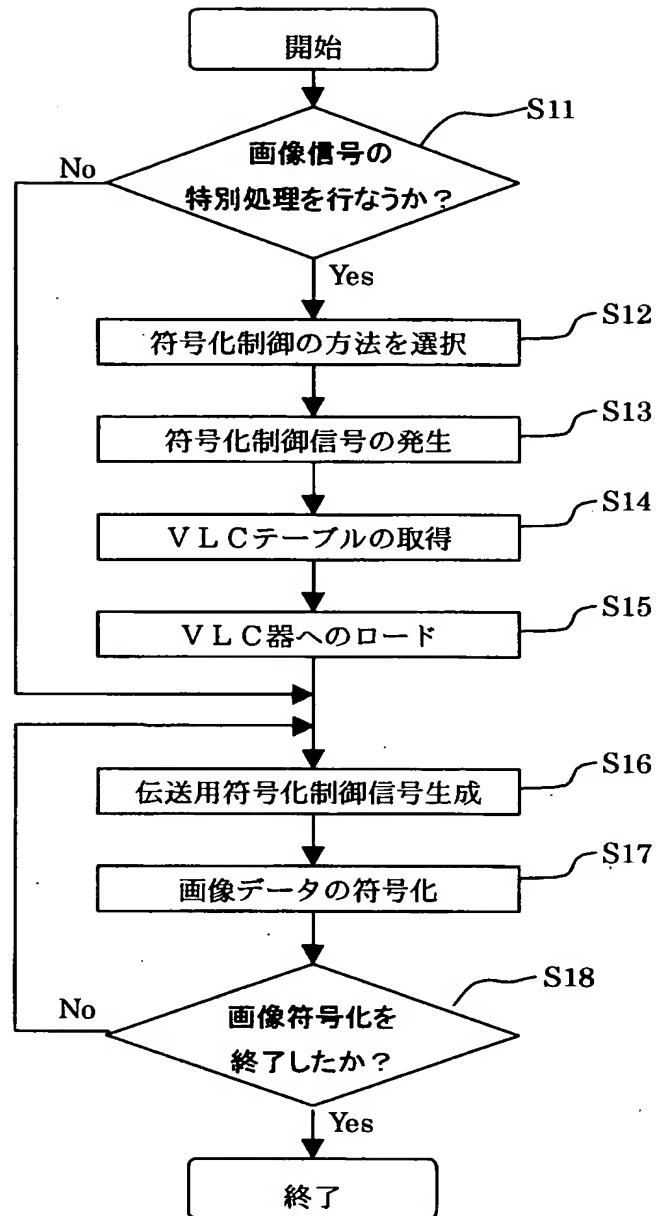 開始
S11
画像信号の
No
特別処理を行なうか？
Yes
S12
符号化制御の方法を選択
S13
符号化制御信号の発生
S14
ＶＬＣテーブルの取得
S15
ＶＬＣ器へのロード
S16
伝送用符号化制御信号生成
S17
画像データの符号化
S18
No
画像符号化を
終了したか？
Yes
終了